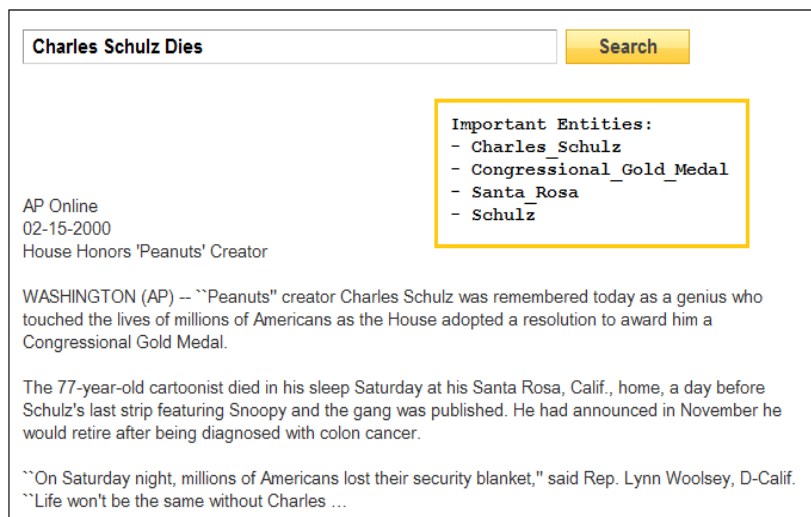 Charles Schulz Dies
Search
Important Entities:
- Charles_Schulz
- Congressional_Gold_Medal
- Santa_Rosa
- Schulz
AP Online
02-15-2000
House Honors 'Peanuts' Creator
WASHINGTON (AP) -- ``Peanuts'' creator Charles Schulz was remembered today as a genius who
touched the lives of millions of Americans as the House adopted a resolution to award him a
Congressional Gold Medal.
The 77-year-old cartoonist died in his sleep Saturday at his Santa Rosa, Calif., home, a day before
Schulz's last strip featuring Snoopy and the gang was published. He had announced in November he
would retire after being diagnosed with colon cancer.
``On Saturday night, millions of Americans lost their security blanket,'' said Rep. Lynn Woolsey, D-Calif.
``Life won't be the same without Charles …